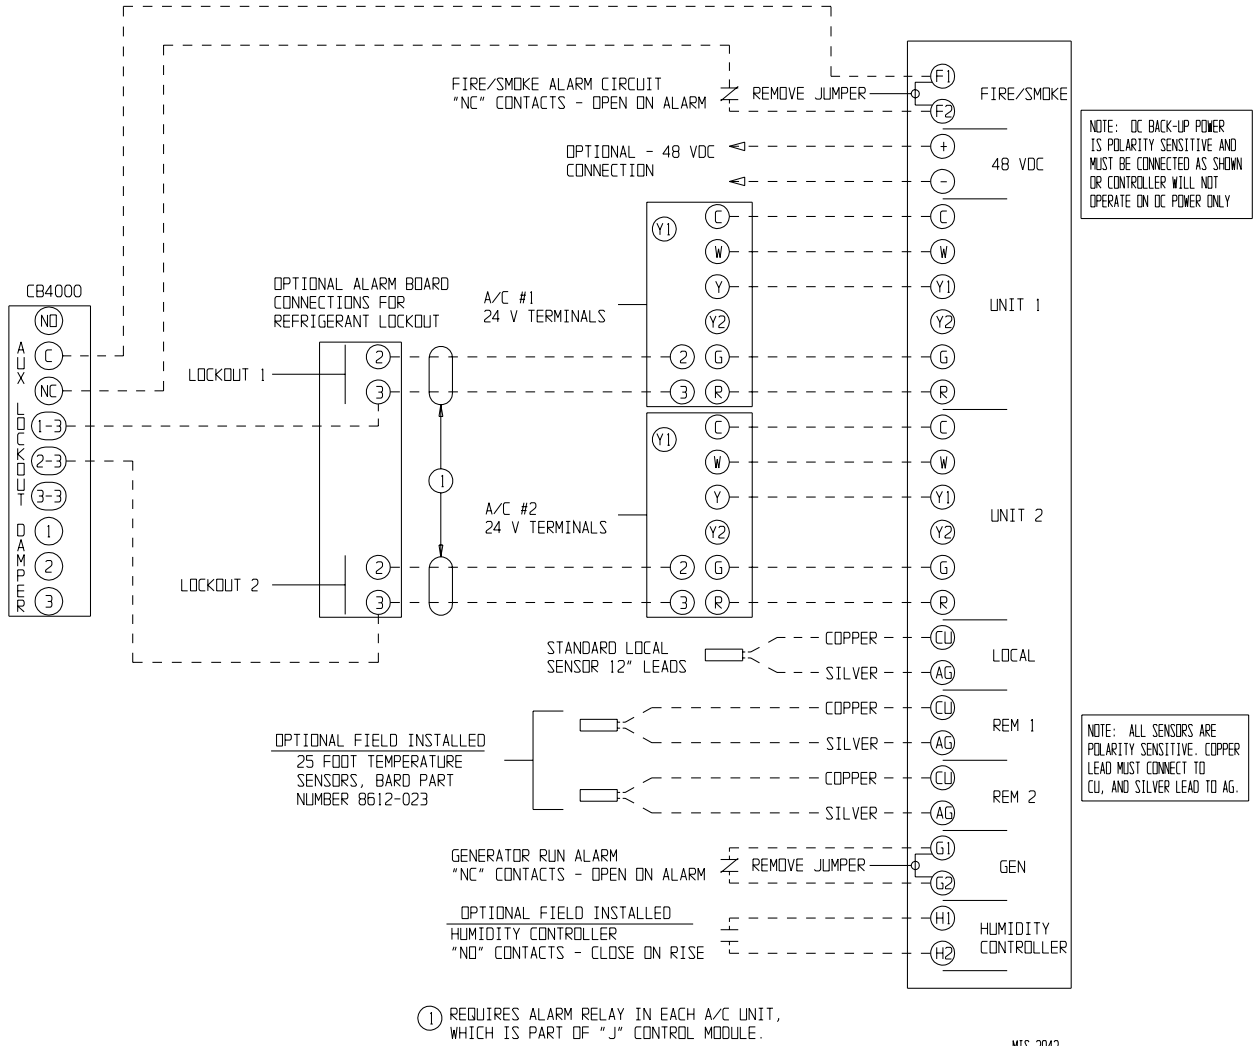 F1
FIRE/SMOKE ALARM CIRCUIT
"NC" CONTACTS - OPEN ON ALARM
REMOVE JUMPER
FIRE/SMOKE
F2
NOTE: DC BACK-UP POWER
IS POLARITY SENSITIVE AND
MUST BE CONNECTED AS SHOWN
OR CONTROLLER WILL NOT
OPERATE ON DC POWER ONLY
OPTIONAL - 48 VDC
CONNECTION
+
48 VDC
-
Y1
C
W
Y
Y2
2 G
3 R
C
W
Y1
Y2
G
R
UNIT 1
A/C #1
24 V TERMINALS
OPTIONAL ALARM BOARD
CONNECTIONS FOR
REFRIGERANT LOCKOUT
CB4000
AUX LOCKOUT DAMPER
NO
C
NC
1-3
2-3
3-3
1
2
3
LOCKOUT 1
2
3
1
LOCKOUT 2
2
3
A/C #2
24 V TERMINALS
Y1
C
W
Y
Y2
2 G
3 R
C
W
Y1
Y2
G
R
UNIT 2
STANDARD LOCAL
SENSOR 12" LEADS
COPPER CU
SILVER AG
LOCAL
OPTIONAL FIELD INSTALLED
25 FOOT TEMPERATURE
SENSORS, BARD PART
NUMBER 8612-023
COPPER CU
SILVER AG
REM 1
COPPER CU
SILVER AG
REM 2
NOTE: ALL SENSORS ARE
POLARITY SENSITIVE. COPPER
LEAD MUST CONNECT TO
CU, AND SILVER LEAD TO AG.
GENERATOR RUN ALARM
"NC" CONTACTS - OPEN ON ALARM
REMOVE JUMPER
G1
G2
GEN
OPTIONAL FIELD INSTALLED
HUMIDITY CONTROLLER
"NO" CONTACTS - CLOSE ON RISE
H1
H2
HUMIDITY
CONTROLLER
1 REQUIRES ALARM RELAY IN EACH A/C UNIT,
WHICH IS PART OF "J" CONTROL MODULE.